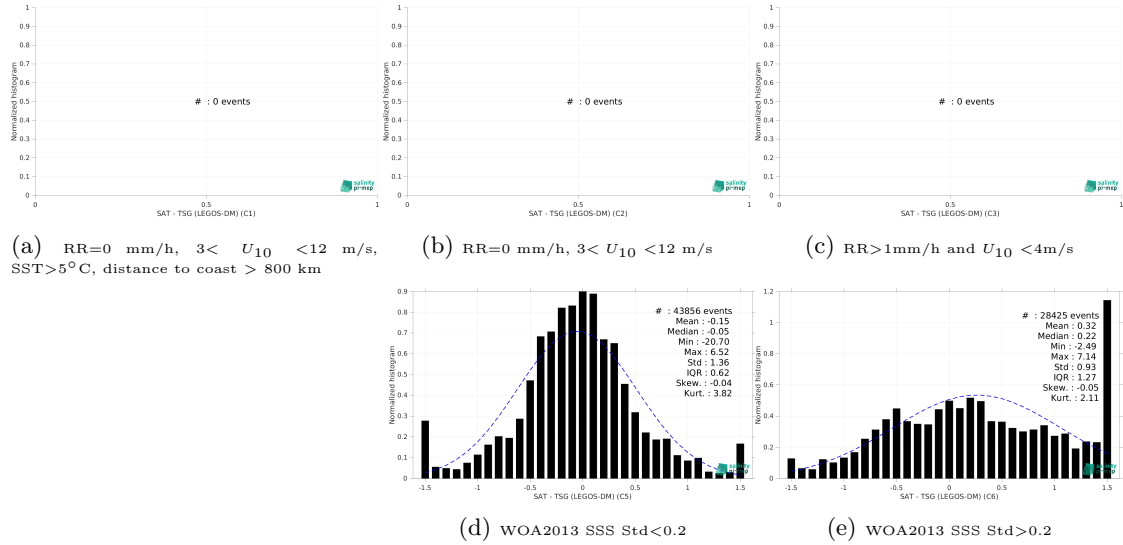 1
0.9
0.8
0.7
0.6
0.5
0.4
0.3
0.2
0.1
0
Normalized histogram
# : 0 events
salinity
pi-mep
0 0.5 1
SAT - TSG (LEGOS-DM) (C1)
1
0.9
0.8
0.7
0.6
0.5
0.4
0.3
0.2
0.1
0
Normalized histogram
# : 0 events
salinity
pi-mep
0 0.5 1
SAT - TSG (LEGOS-DM) (C2)
1
0.9
0.8
0.7
0.6
0.5
0.4
0.3
0.2
0.1
0
Normalized histogram
# : 0 events
salinity
pi-mep
0 0.5 1
SAT - TSG (LEGOS-DM) (C3)
(a) RR=0 mm/h, 3< U10 <12 m/s,
SST>5°C, distance to coast > 800 km
(b) RR=0 mm/h, 3< U10 <12 m/s
(c) RR>1mm/h and U10 <4m/s
0.9
0.8
0.7
0.6
0.5
0.4
0.3
0.2
0.1
0
Normalized histogram
# : 43856 events
Mean : -0.15
Median : -0.05
Min : -20.70
Max : 6.52
Std : 1.36
IQR : 0.62
Skew. : -0.04
Kurt. : 3.82
salinity
pi-mep
-1.5 -1 -0.5 0 0.5 1 1.5
SAT - TSG (LEGOS-DM) (C5)
1.2
1
0.8
0.6
0.4
0.2
0
Normalized histogram
# : 28425 events
Mean : 0.32
Median : 0.22
Min : -2.49
Max : 7.14
Std : 0.93
IQR : 1.27
Skew. : -0.05
Kurt. : 2.11
salinity
pi-mep
-1.5 -1 -0.5 0 0.5 1 1.5
SAT - TSG (LEGOS-DM) (C6)
(d) WOA2013 SSS Std<0.2
(e) WOA2013 SSS Std>0.2